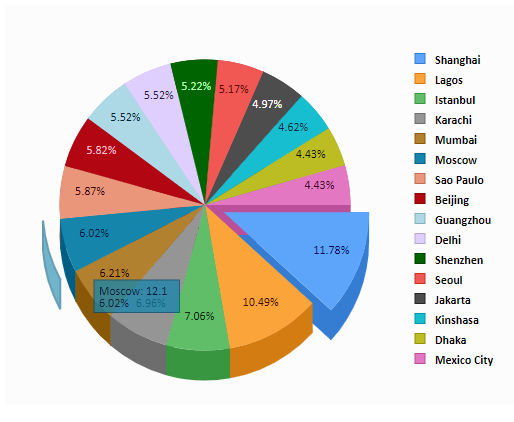 Shanghai
Lagos
Istanbul
Karachi
Mumbai
Moscow
Sao Paulo
Beijing
Guangzhou
Delhi
Shenzhen
Seoul
Jakarta
Kinshasa
Dhaka
Mexico City
11.78%
10.49%
7.06%
6.96%
6.21%
6.02%
5.87%
5.82%
5.52%
5.52%
5.22%
5.17%
4.97%
4.62%
4.43%
4.43%
Moscow: 12.1
6.02%